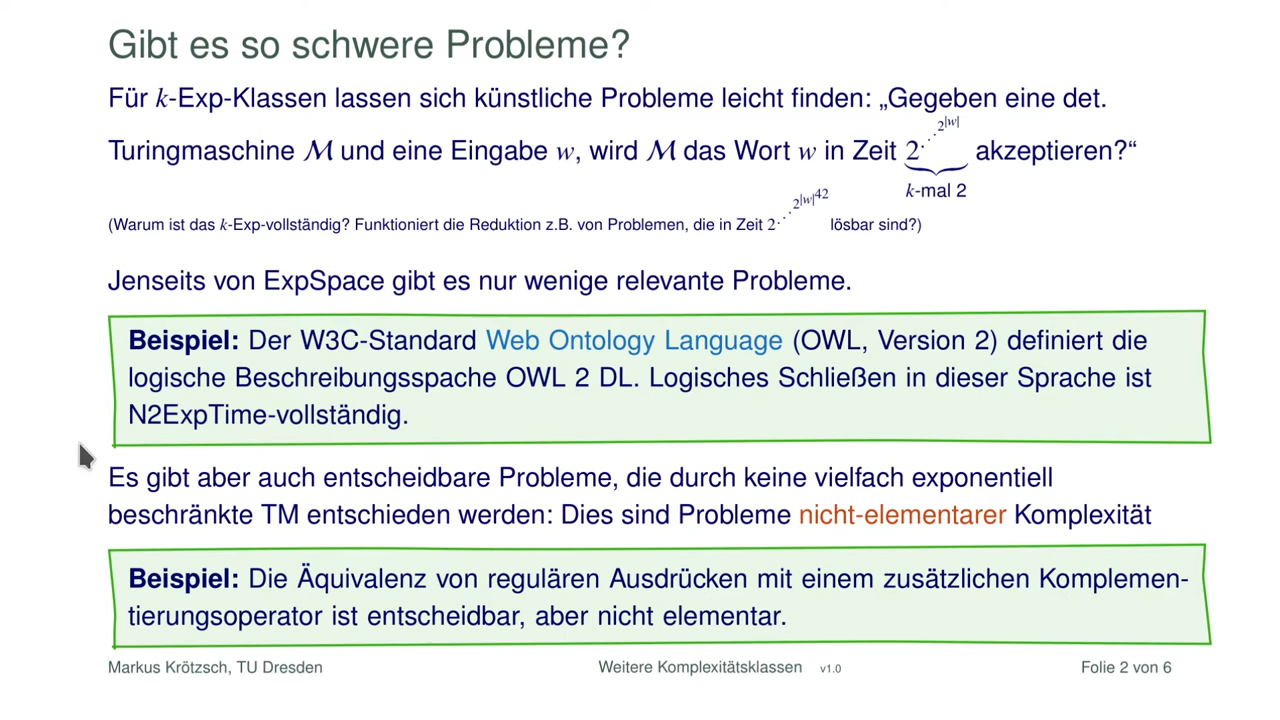 Gibt es so schwere Probleme?
Für k-Exp-Klassen lassen sich künstliche Probleme leicht finden: „Gegeben eine det.
Turingmaschine ℳ und eine Eingabe w, wird ℳ das Wort w in Zeit 2^⋰^2^|w| akzeptieren?“
k-mal 2
(Warum ist das k-Exp-vollständig? Funktioniert die Reduktion z.B. von Problemen, die in Zeit 2^⋰^2^|w|^42 lösbar sind?)
Jenseits von ExpSpace gibt es nur wenige relevante Probleme.
Beispiel: Der W3C-Standard Web Ontology Language (OWL, Version 2) definiert die
logische Beschreibungsspache OWL 2 DL. Logisches Schließen in dieser Sprache ist
N2ExpTime-vollständig.
Es gibt aber auch entscheidbare Probleme, die durch keine vielfach exponentiell
beschränkte TM entschieden werden: Dies sind Probleme nicht-elementarer Komplexität
Beispiel: Die Äquivalenz von regulären Ausdrücken mit einem zusätzlichen Komplemen-
tierungsoperator ist entscheidbar, aber nicht elementar.
Markus Krötzsch, TU Dresden Weitere Komplexitätsklassen v1.0 Folie 2 von 6